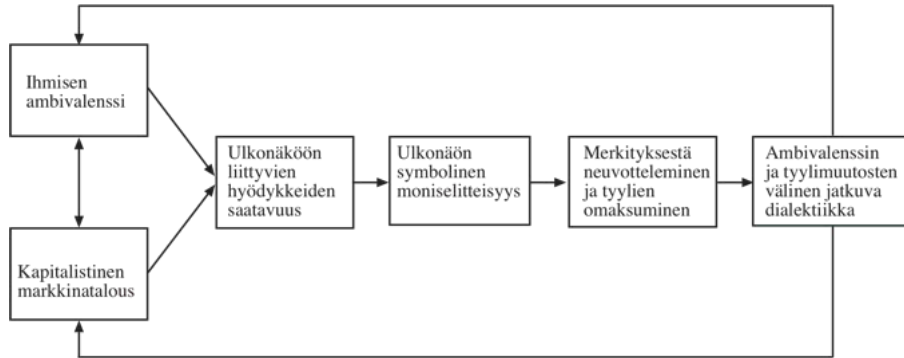 Ihmisen
ambivalenssi
Kapitalistinen
markkinatalous
Ulkonäköön
liittyvien
hyödykkeiden
saatavuus
Ulkonäön
symbolinen
moniselitteisyys
Merkityksestä
neuvotteleminen
ja tyylien
omaksuminen
Ambivalenssin
ja tyylimuutosten
välinen jatkuva
dialektiikka